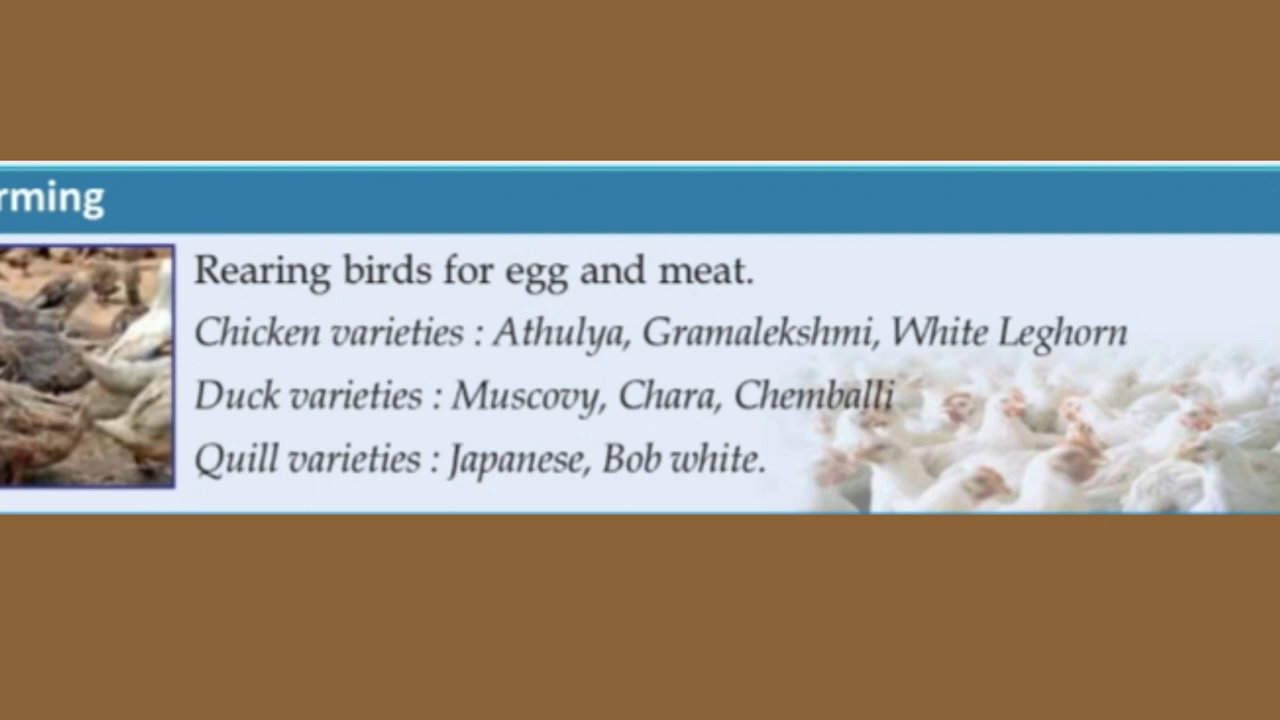 rming
Rearing birds for egg and meat.
Chicken varieties : Athulya, Gramalekshmi, White Leghorn
Duck varieties : Muscovy, Chara, Chemballi
Quill varieties : Japanese, Bob white.